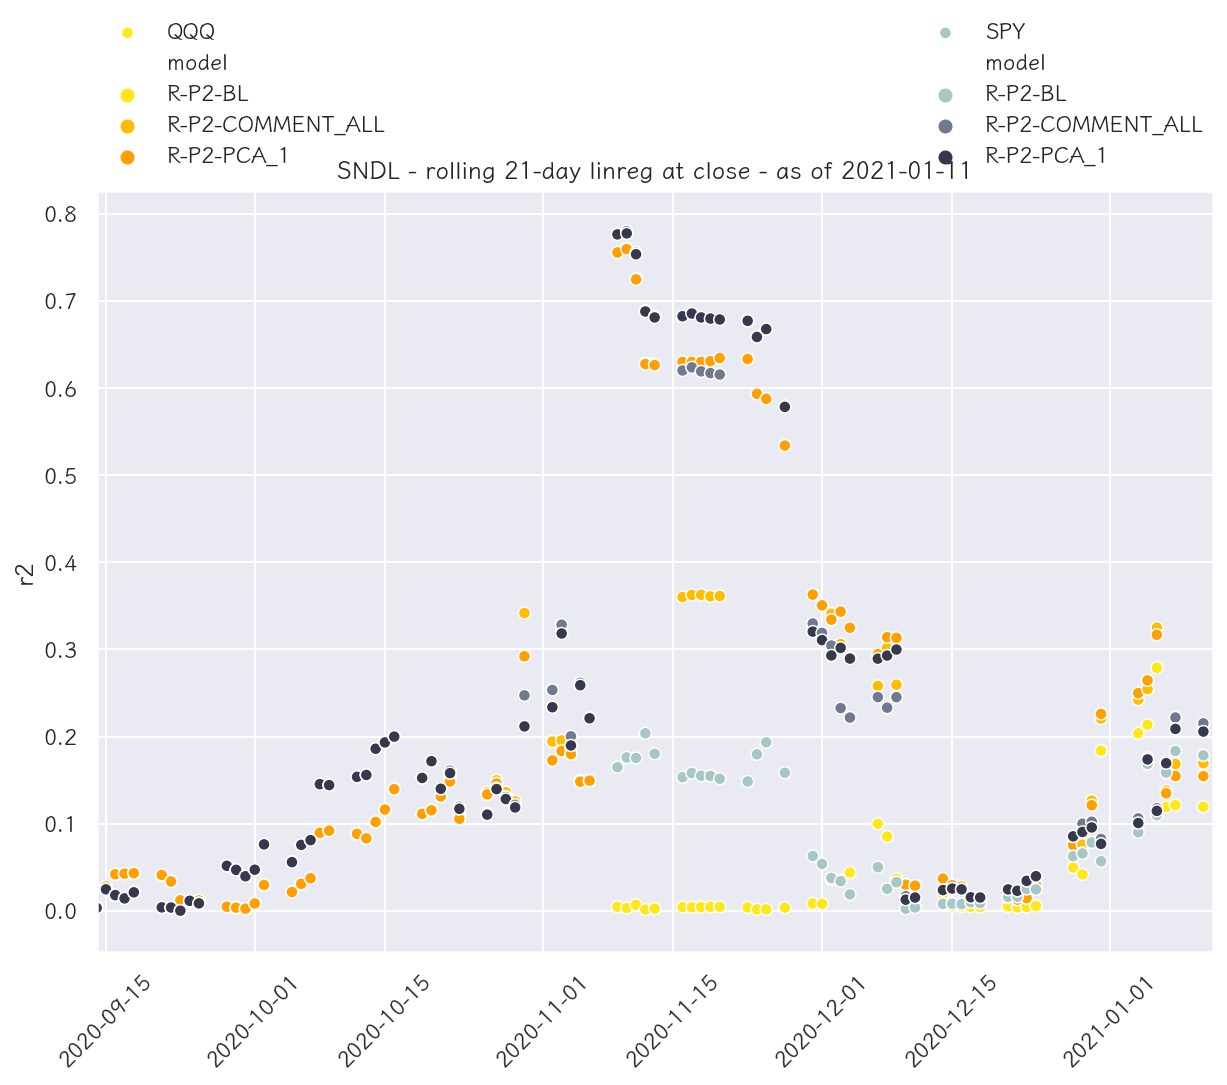 QQQ
model
R-P2-BL
R-P2-COMMENT_ALL
R-P2-PCA_1
SPY
model
R-P2-BL
R-P2-COMMENT_ALL
R-P2-PCA_1
SNDL - rolling 21-day linreg at close - as of 2021-01-11
r2
0.8
0.7
0.6
0.5
0.4
0.3
0.2
0.1
0.0
2020-09-15
2020-10-01
2020-10-15
2020-11-01
2020-11-15
2020-12-01
2020-12-15
2021-01-01